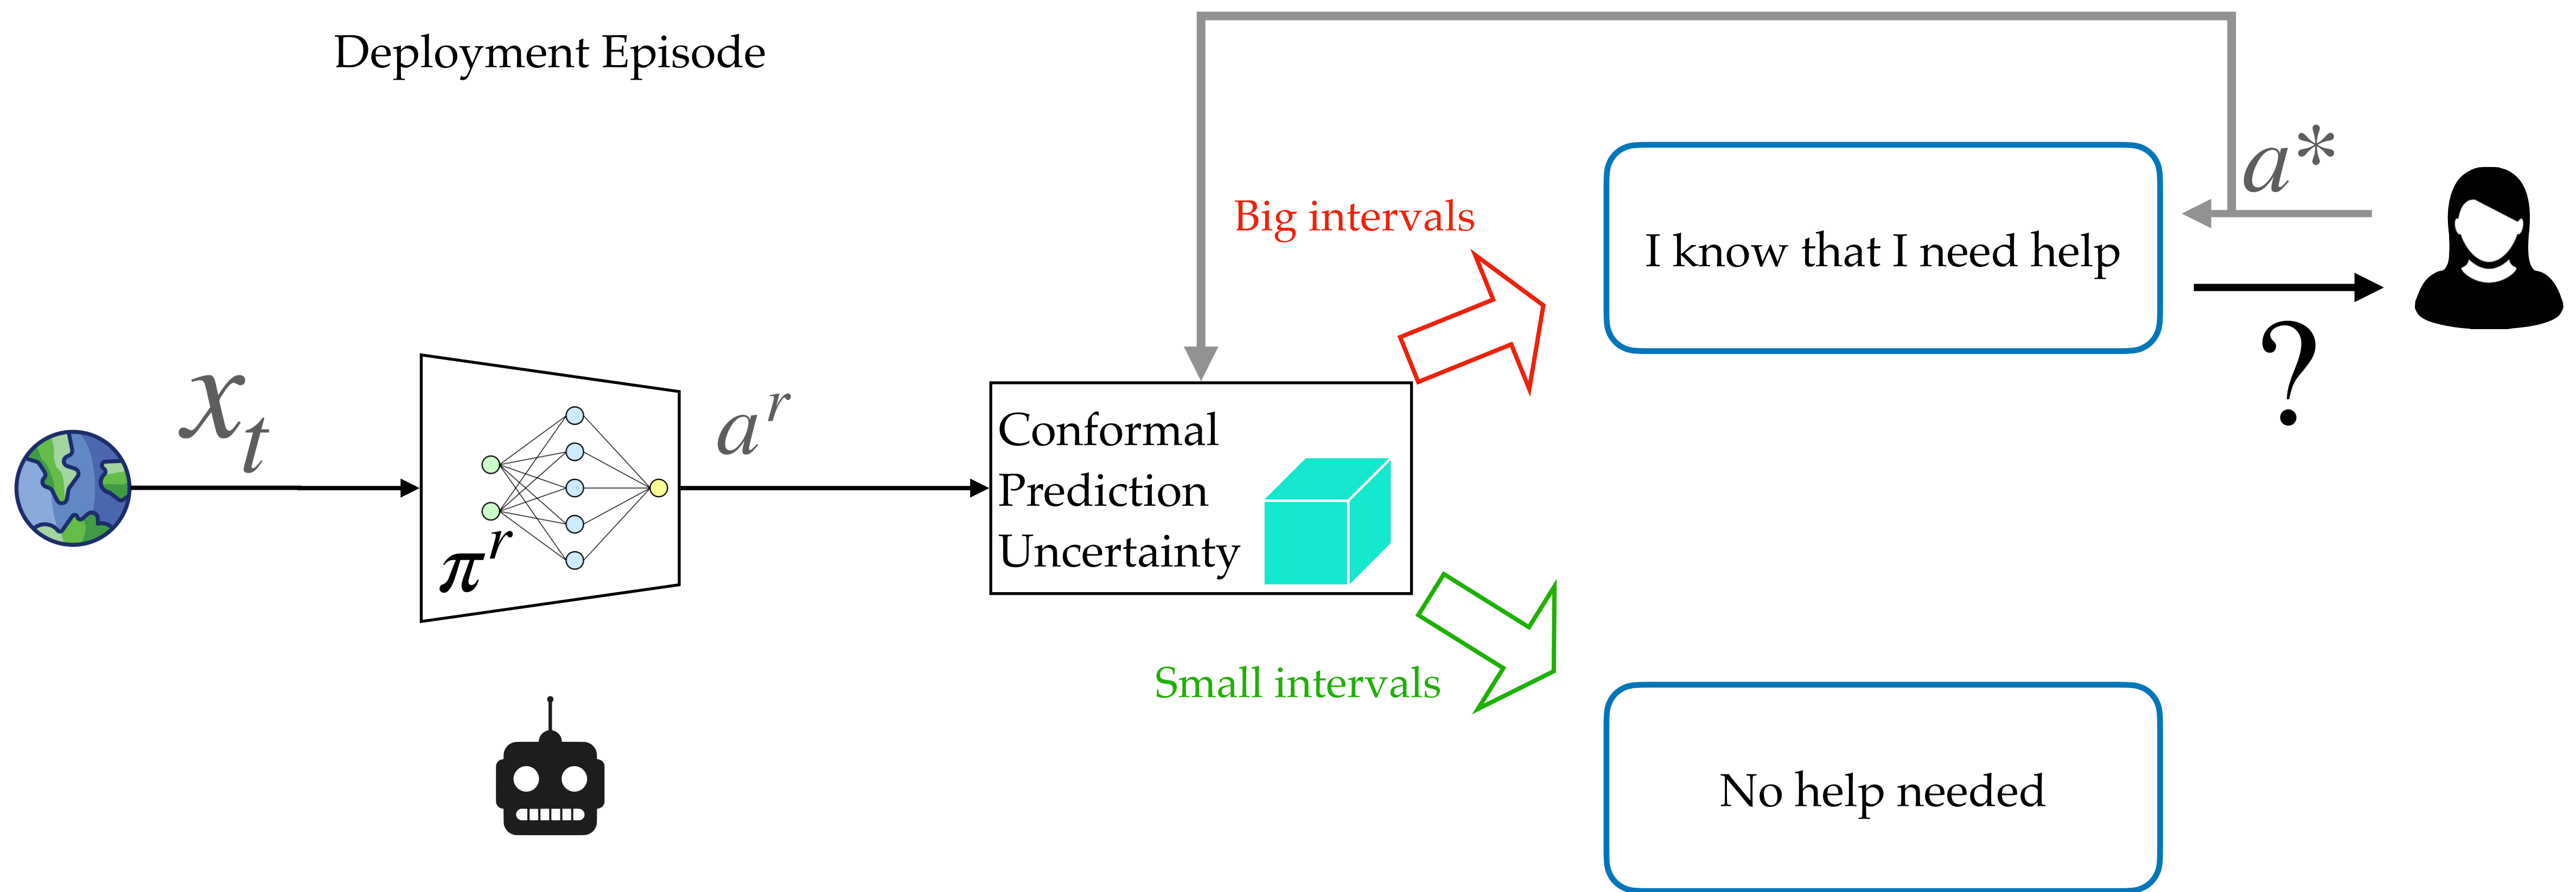 Deployment Episode
a*
Big intervals
I know that I need help
?
x_t
a^r
π^r
Conformal
Prediction
Uncertainty
Small intervals
No help needed